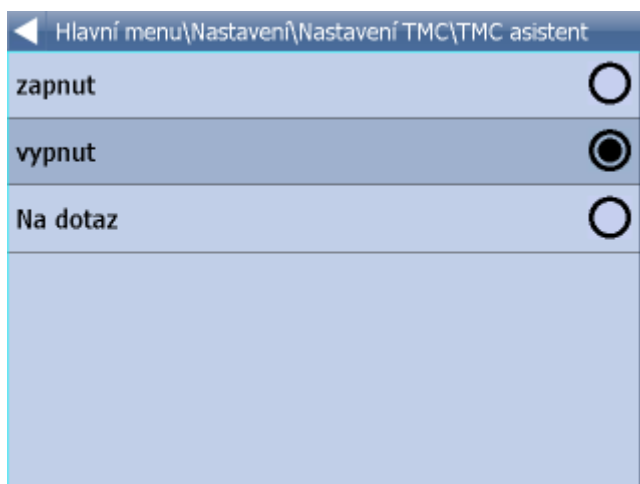 Hlavní menu\Nastavení\Nastavení TMC\TMC asistent
zapnut
vypnut
Na dotaz